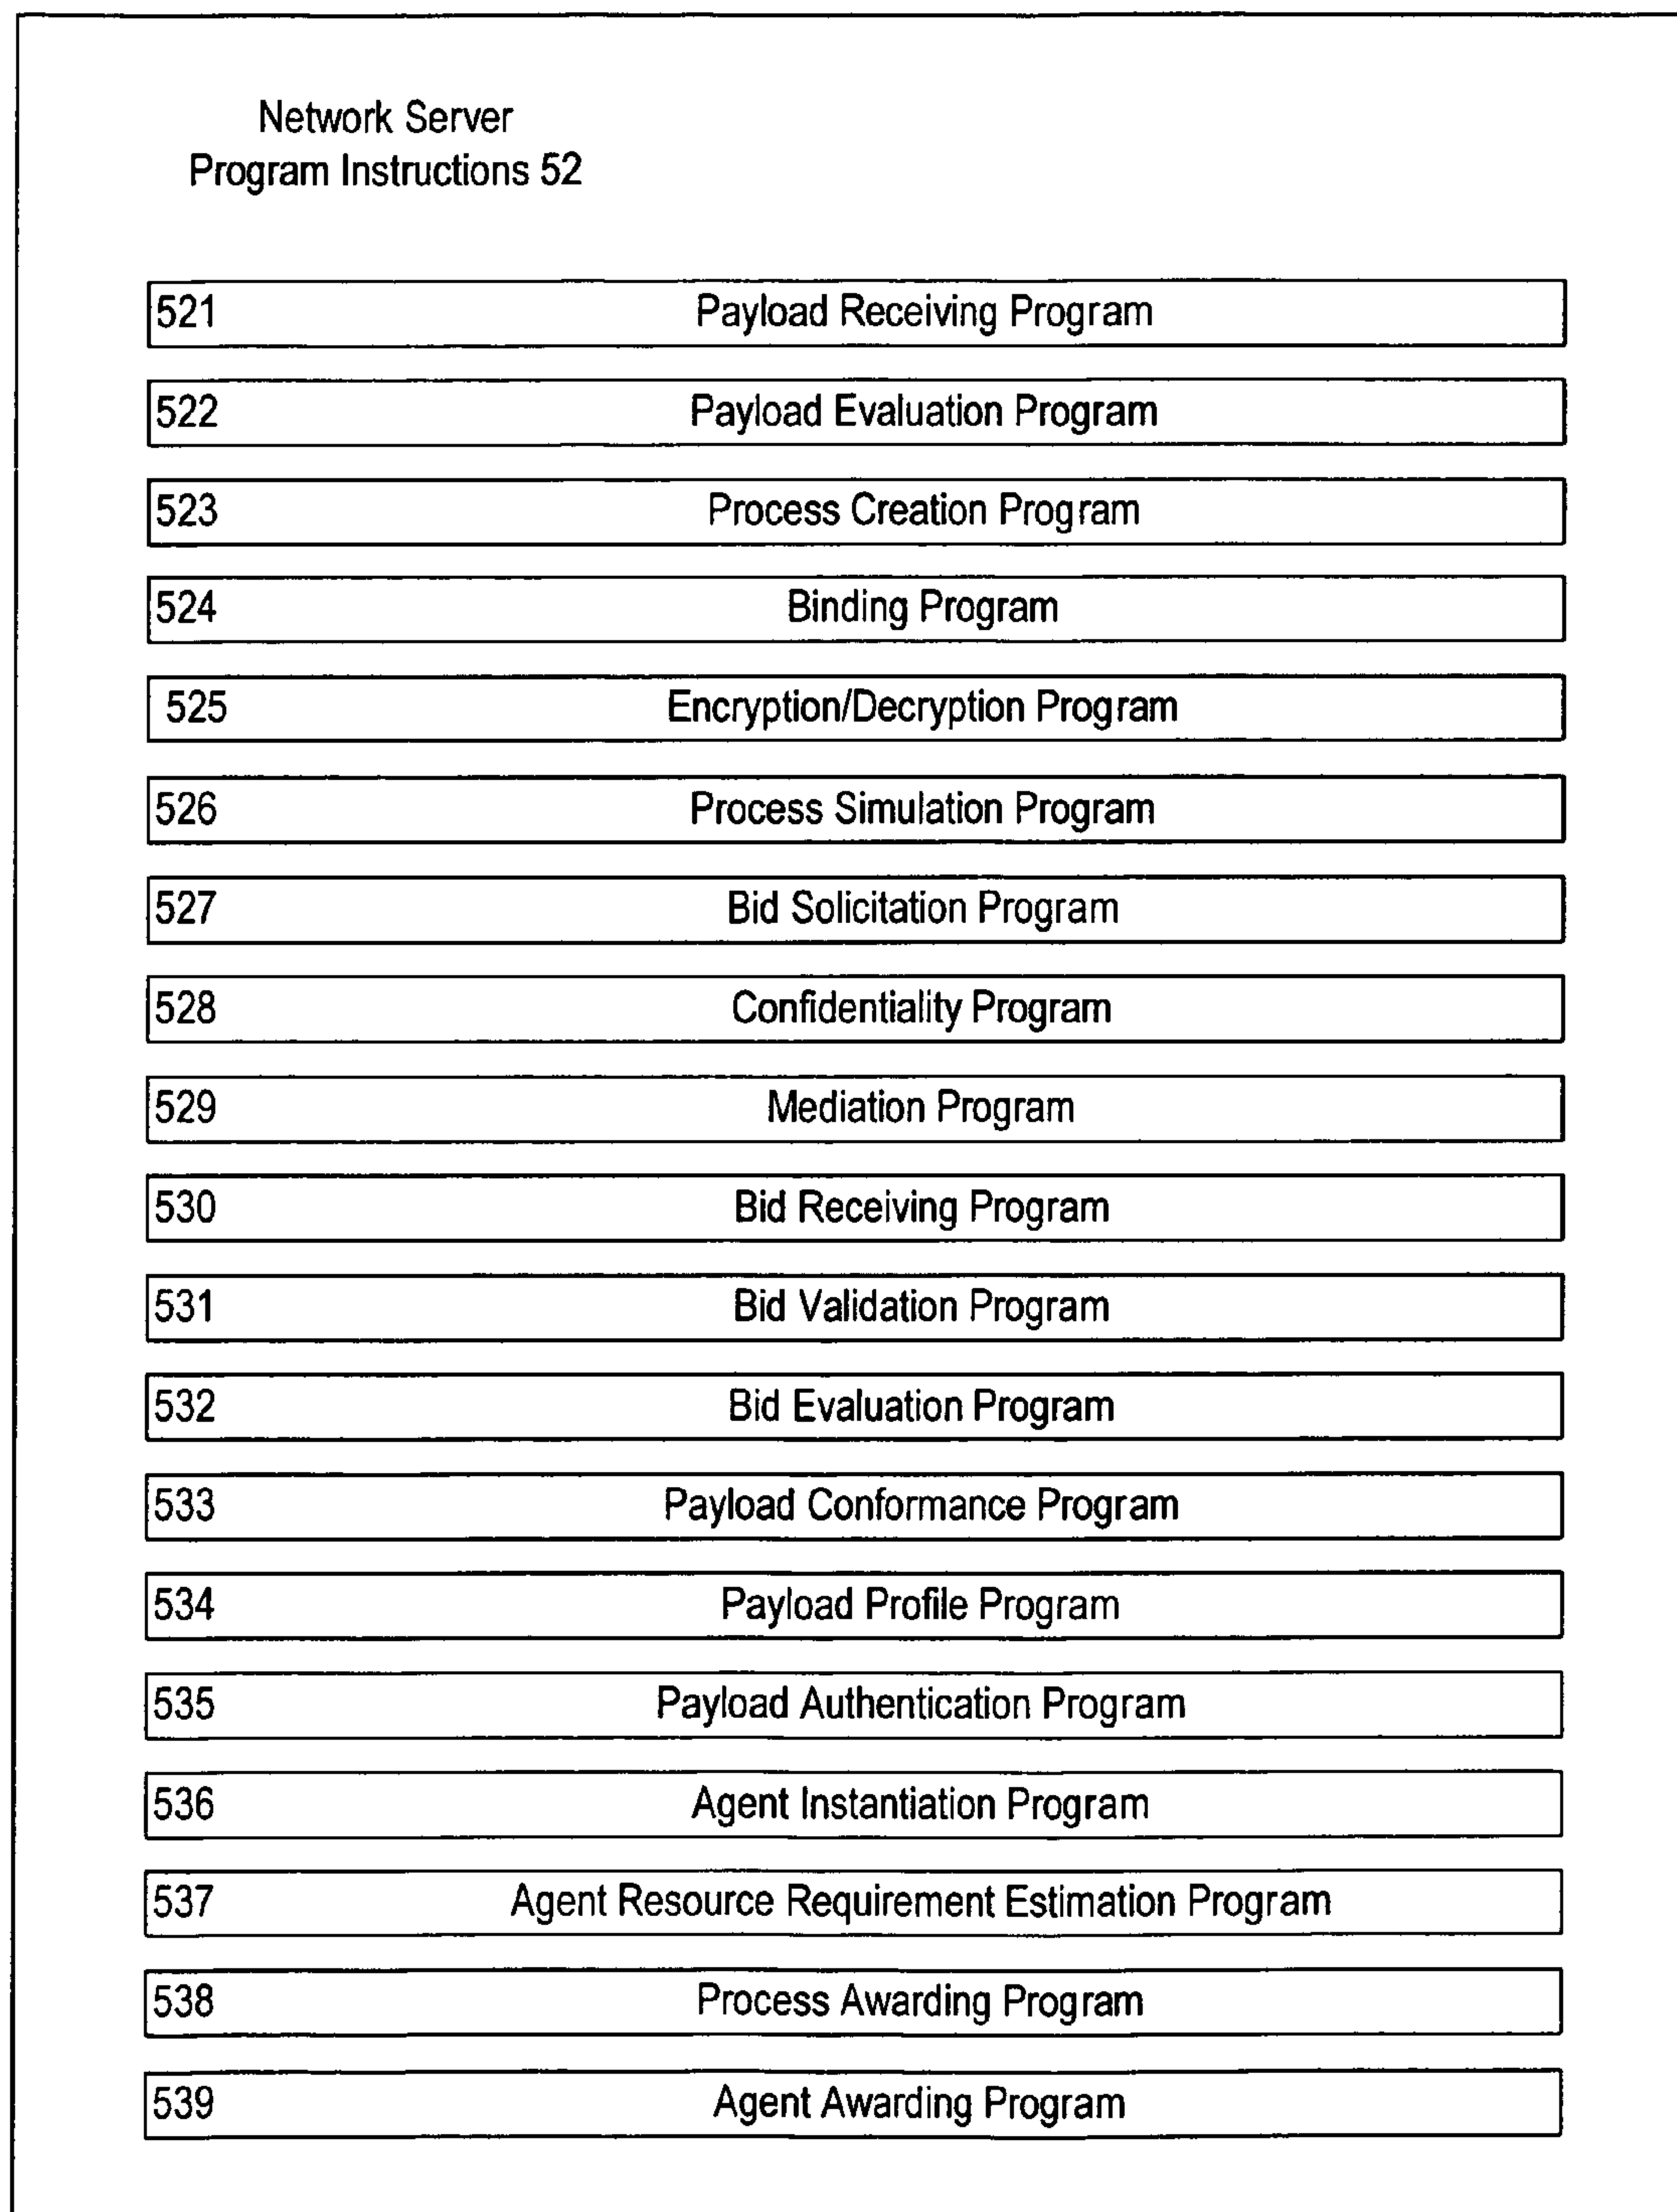 Network Server
Program Instructions 52
521 Payload Receiving Program
522 Payload Evaluation Program
523 Process Creation Program
524 Binding Program
525 Encryption/Decryption Program
526 Process Simulation Program
527 Bid Solicitation Program
528 Confidentiality Program
529 Mediation Program
530 Bid Receiving Program
531 Bid Validation Program
532 Bid Evaluation Program
533 Payload Conformance Program
534 Payload Profile Program
535 Payload Authentication Program
536 Agent Instantiation Program
537 Agent Resource Requirement Estimation Program
538 Process Awarding Program
539 Agent Awarding Program